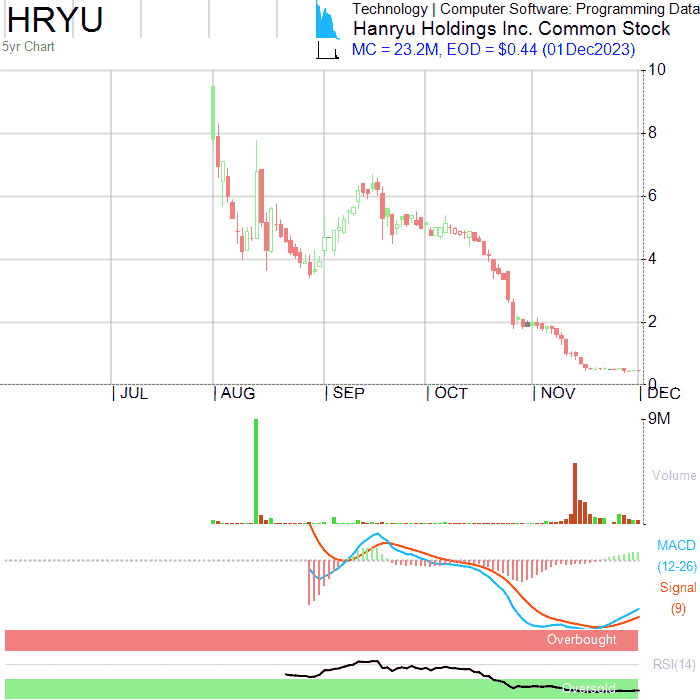 HRYU
Technology | Computer Software: Programming Data
Hanryu Holdings Inc. Common Stock
5yr Chart
MC = 23.2M, EOD = $0.44 (01Dec2023)
10
8
6
4
2
0
JUL AUG SEP OCT NOV DEC
9M
Volume
MACD
(12-26)
Signal
(9)
Overbought
RSI(14)
Oversold